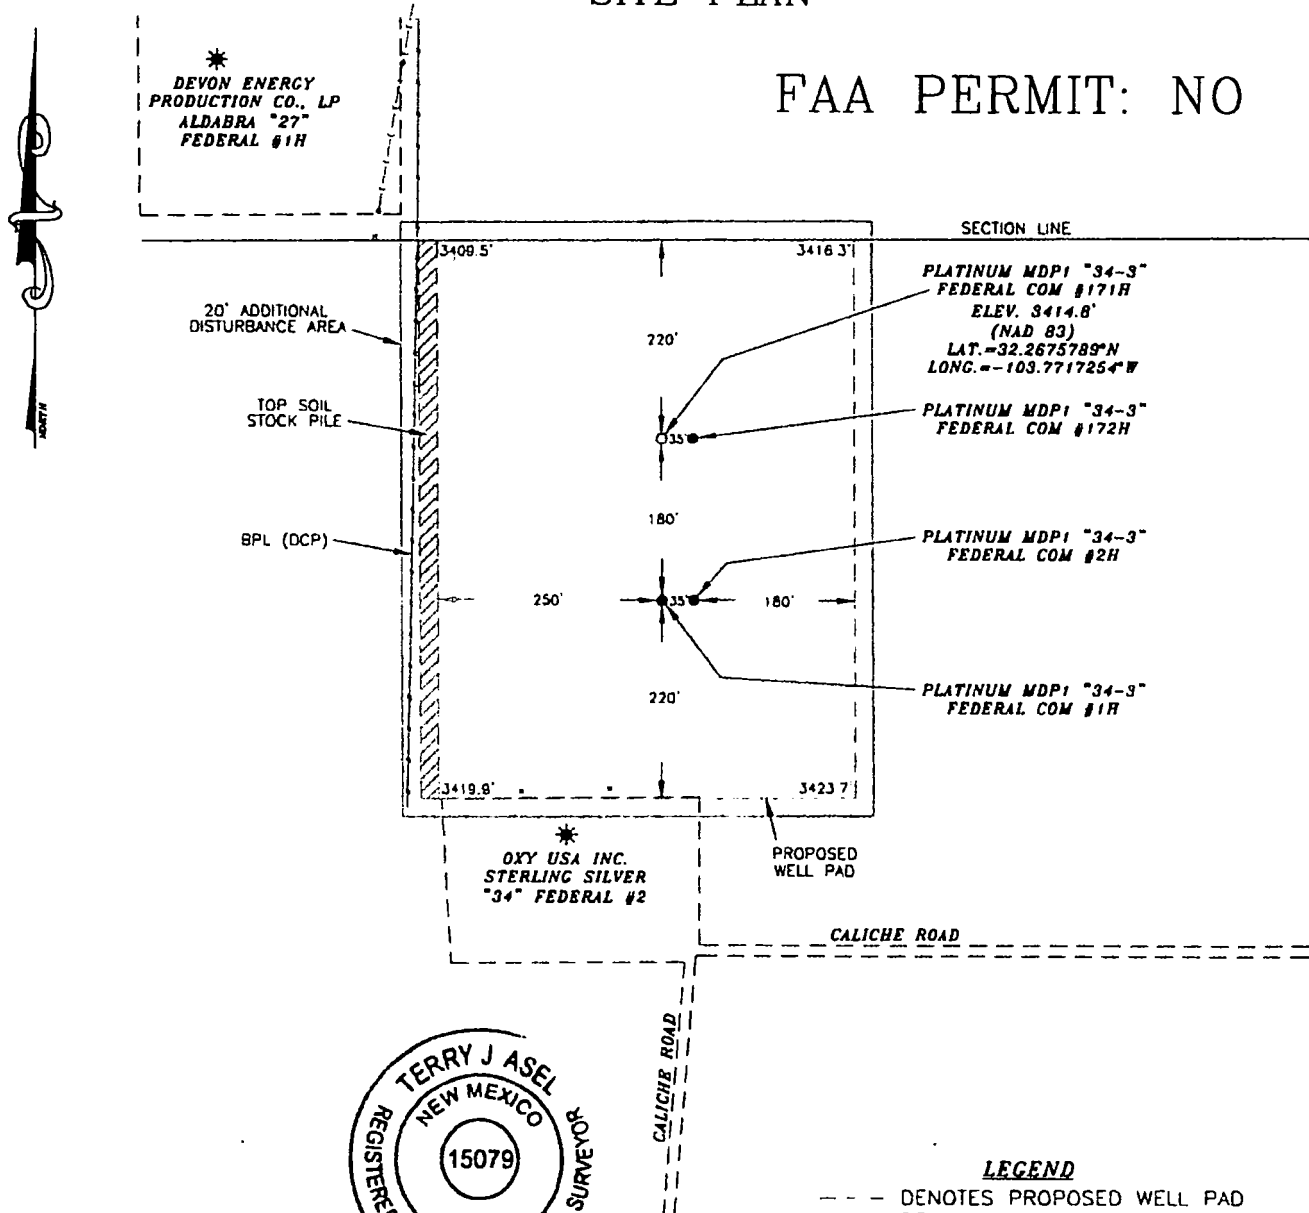 SITE PLAN
FAA PERMIT: NO
DEVON ENERGY
PRODUCTION CO., LP
ALDABRA "27"
FEDERAL #1H
NORTH
SECTION LINE
3409.5'
3416.3'
PLATINUM MDP1 "34-3"
FEDERAL COM #171H
ELEV. 3414.8'
(NAD 83)
LAT.=32.2675789°N
LONG.=-103.7717254°W
20' ADDITIONAL
DISTURBANCE AREA
220'
TOP SOIL
STOCK PILE
35'
PLATINUM MDP1 "34-3"
FEDERAL COM #172H
180'
BPL (DCP)
PLATINUM MDP1 "34-3"
FEDERAL COM #2H
250'
35'
180'
PLATINUM MDP1 "34-3"
FEDERAL COM #1H
220'
3419.8'
3423.7'
OXY USA INC.
STERLING SILVER
"34" FEDERAL #2
PROPOSED
WELL PAD
CALICHE ROAD
CALICHE ROAD
TERRY J ASEL
NEW MEXICO
REGISTERED
SURVEYOR
15079
LEGEND
--- DENOTES PROPOSED WELL PAD